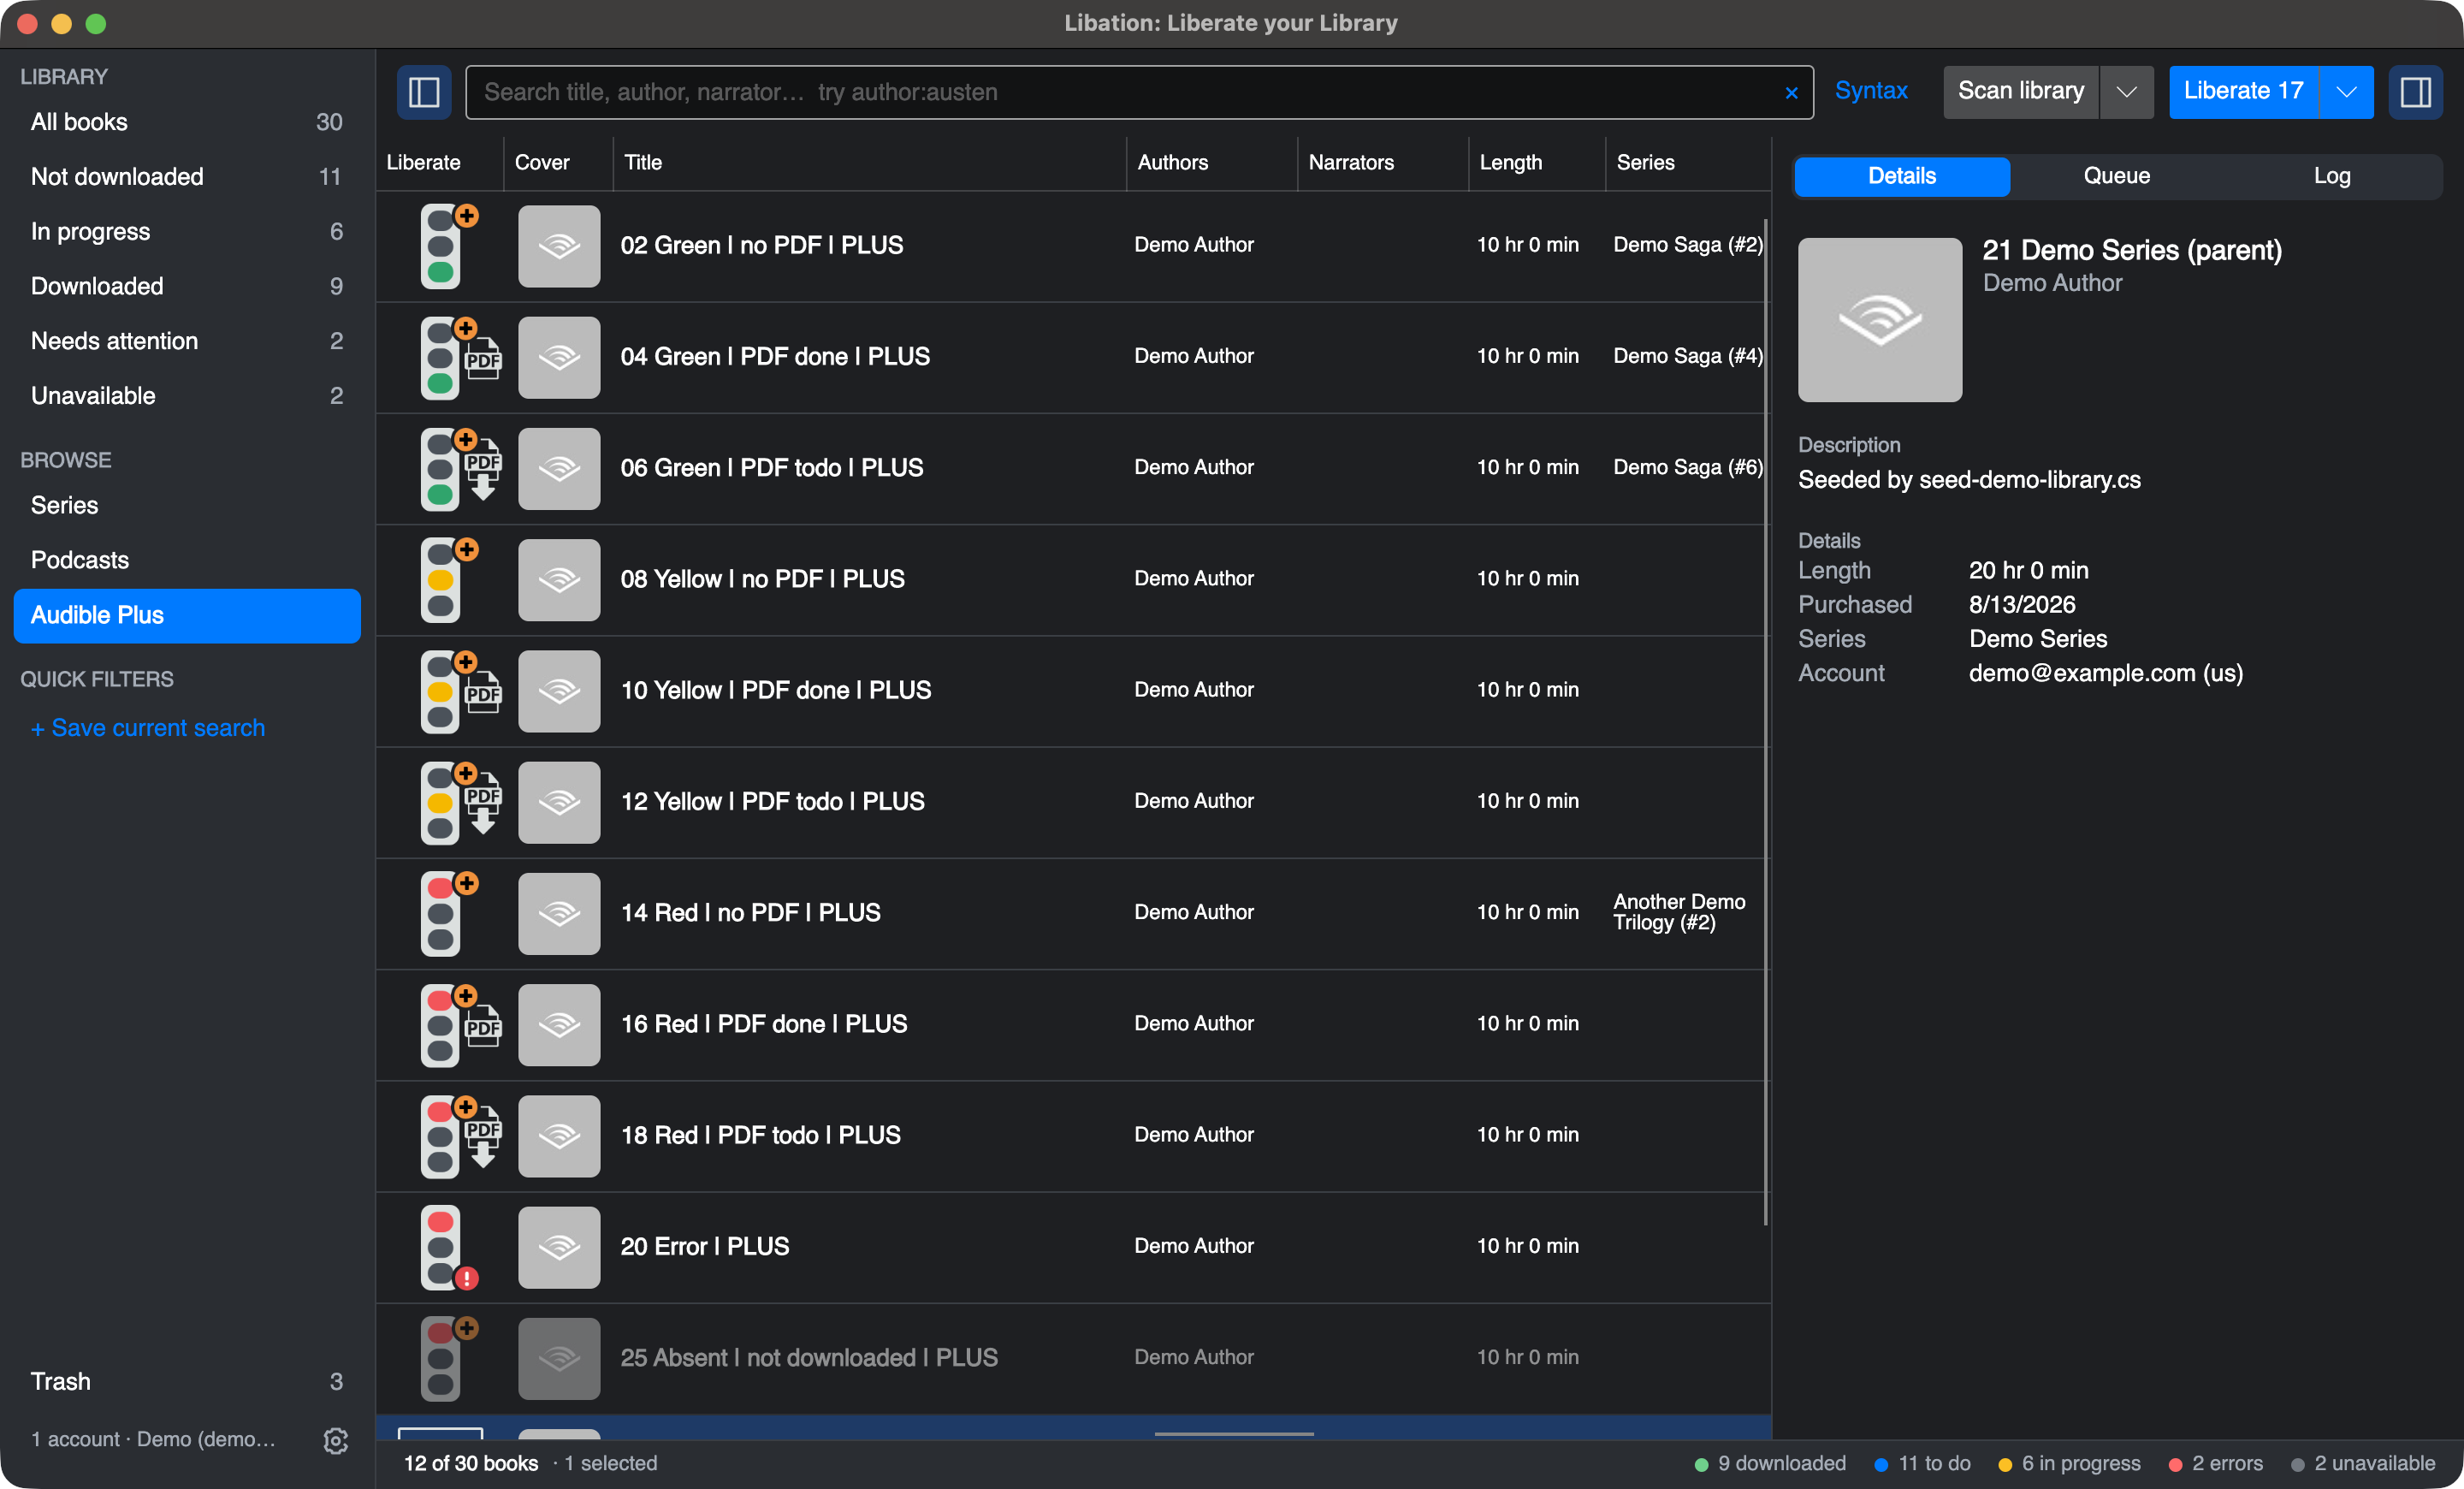 Libation: Liberate your Library
LIBRARY
All books 30
Not downloaded 11
In progress 6
Downloaded 9
Needs attention 2
Unavailable 2
BROWSE
Series
Podcasts
Audible Plus
QUICK FILTERS
+ Save current search
Trash 3
1 account · Demo (demo…
Search title, author, narrator… try author:austen
×
Syntax
Scan library
Liberate 17
Liberate Cover Title Authors Narrators Length Series
02 Green | no PDF | PLUS Demo Author 10 hr 0 min Demo Saga (#2)
PDF 04 Green | PDF done | PLUS Demo Author 10 hr 0 min Demo Saga (#4)
PDF 06 Green | PDF todo | PLUS Demo Author 10 hr 0 min Demo Saga (#6)
08 Yellow | no PDF | PLUS Demo Author 10 hr 0 min
PDF 10 Yellow | PDF done | PLUS Demo Author 10 hr 0 min
PDF 12 Yellow | PDF todo | PLUS Demo Author 10 hr 0 min
14 Red | no PDF | PLUS Demo Author 10 hr 0 min Another Demo
Trilogy (#2)
PDF 16 Red | PDF done | PLUS Demo Author 10 hr 0 min
PDF 18 Red | PDF todo | PLUS Demo Author 10 hr 0 min
20 Error | PLUS Demo Author 10 hr 0 min
25 Absent | not downloaded | PLUS Demo Author 10 hr 0 min
12 of 30 books · 1 selected
Details Queue Log
21 Demo Series (parent)
Demo Author
Description
Seeded by seed-demo-library.cs
Details
Length 20 hr 0 min
Purchased 8/13/2026
Series Demo Series
Account demo@example.com (us)
9 downloaded 11 to do 6 in progress 2 errors 2 unavailable